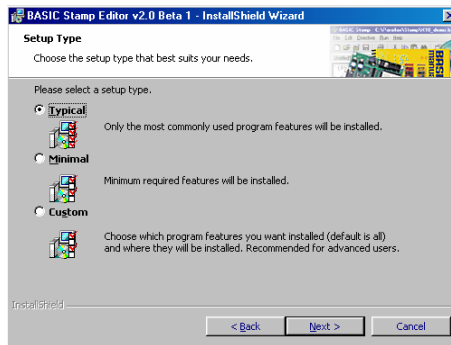 BASIC Stamp Editor v2.0 Beta 1 - InstallShield Wizard
Setup Type
Choose the setup type that best suits your needs.
Please select a setup type.
Typical
Only the most commonly used program features will be installed.
Minimal
Minimum required features will be installed.
Custom
Choose which program features you want installed (default is all)
and where they will be installed. Recommended for advanced users.
InstallShield
< Back
Next >
Cancel